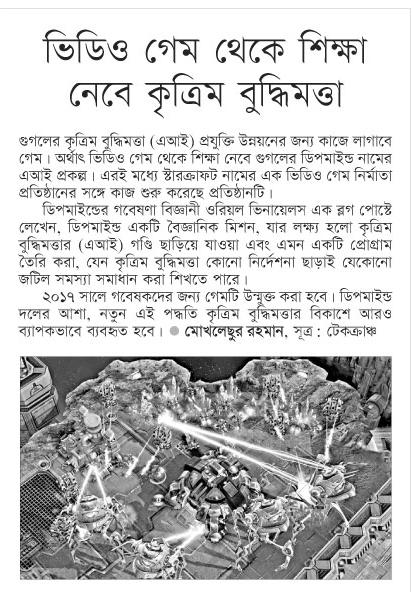 ভিডিও গেম থেকে শিক্ষা
নেবে কৃত্রিম বুদ্ধিমত্তা
গুগলের কৃত্রিম বুদ্ধিমত্তা (এআই) প্রযুক্তি উন্নয়নের জন্য কাজে লাগাবে
গেম। অর্থাৎ ভিডিও গেম থেকে শিক্ষা নেবে গুগলের ডিপমাইন্ড নামের
এআই প্রকল্প। এরই মধ্যে স্টারক্রাফট নামের এক ভিডিও গেম নির্মাতা
প্রতিষ্ঠানের সঙ্গে কাজ শুরু করেছে প্রতিষ্ঠানটি।
ডিপমাইন্ডের গবেষণা বিজ্ঞানী ওরিয়ল ভিনায়েলস এক ব্লগ পোস্টে
লেখেন, ডিপমাইন্ড একটি বৈজ্ঞানিক মিশন, যার লক্ষ্য হলো কৃত্রিম
বুদ্ধিমত্তার (এআই) গণ্ডি ছাড়িয়ে যাওয়া এবং এমন একটি প্রোগ্রাম
তৈরি করা, যেন কৃত্রিম বুদ্ধিমত্তা কোনো নির্দেশনা ছাড়াই যেকোনো
জটিল সমস্যা সমাধান করা শিখতে পারে।
২০১৭ সালে গবেষকদের জন্য গেমটি উন্মুক্ত করা হবে। ডিপমাইন্ড
দলের আশা, নতুন এই পদ্ধতি কৃত্রিম বুদ্ধিমত্তার বিকাশে আরও
ব্যাপকভাবে ব্যবহৃত হবে। ● মোখলেছুর রহমান, সূত্র : টেকক্রাঞ্চ